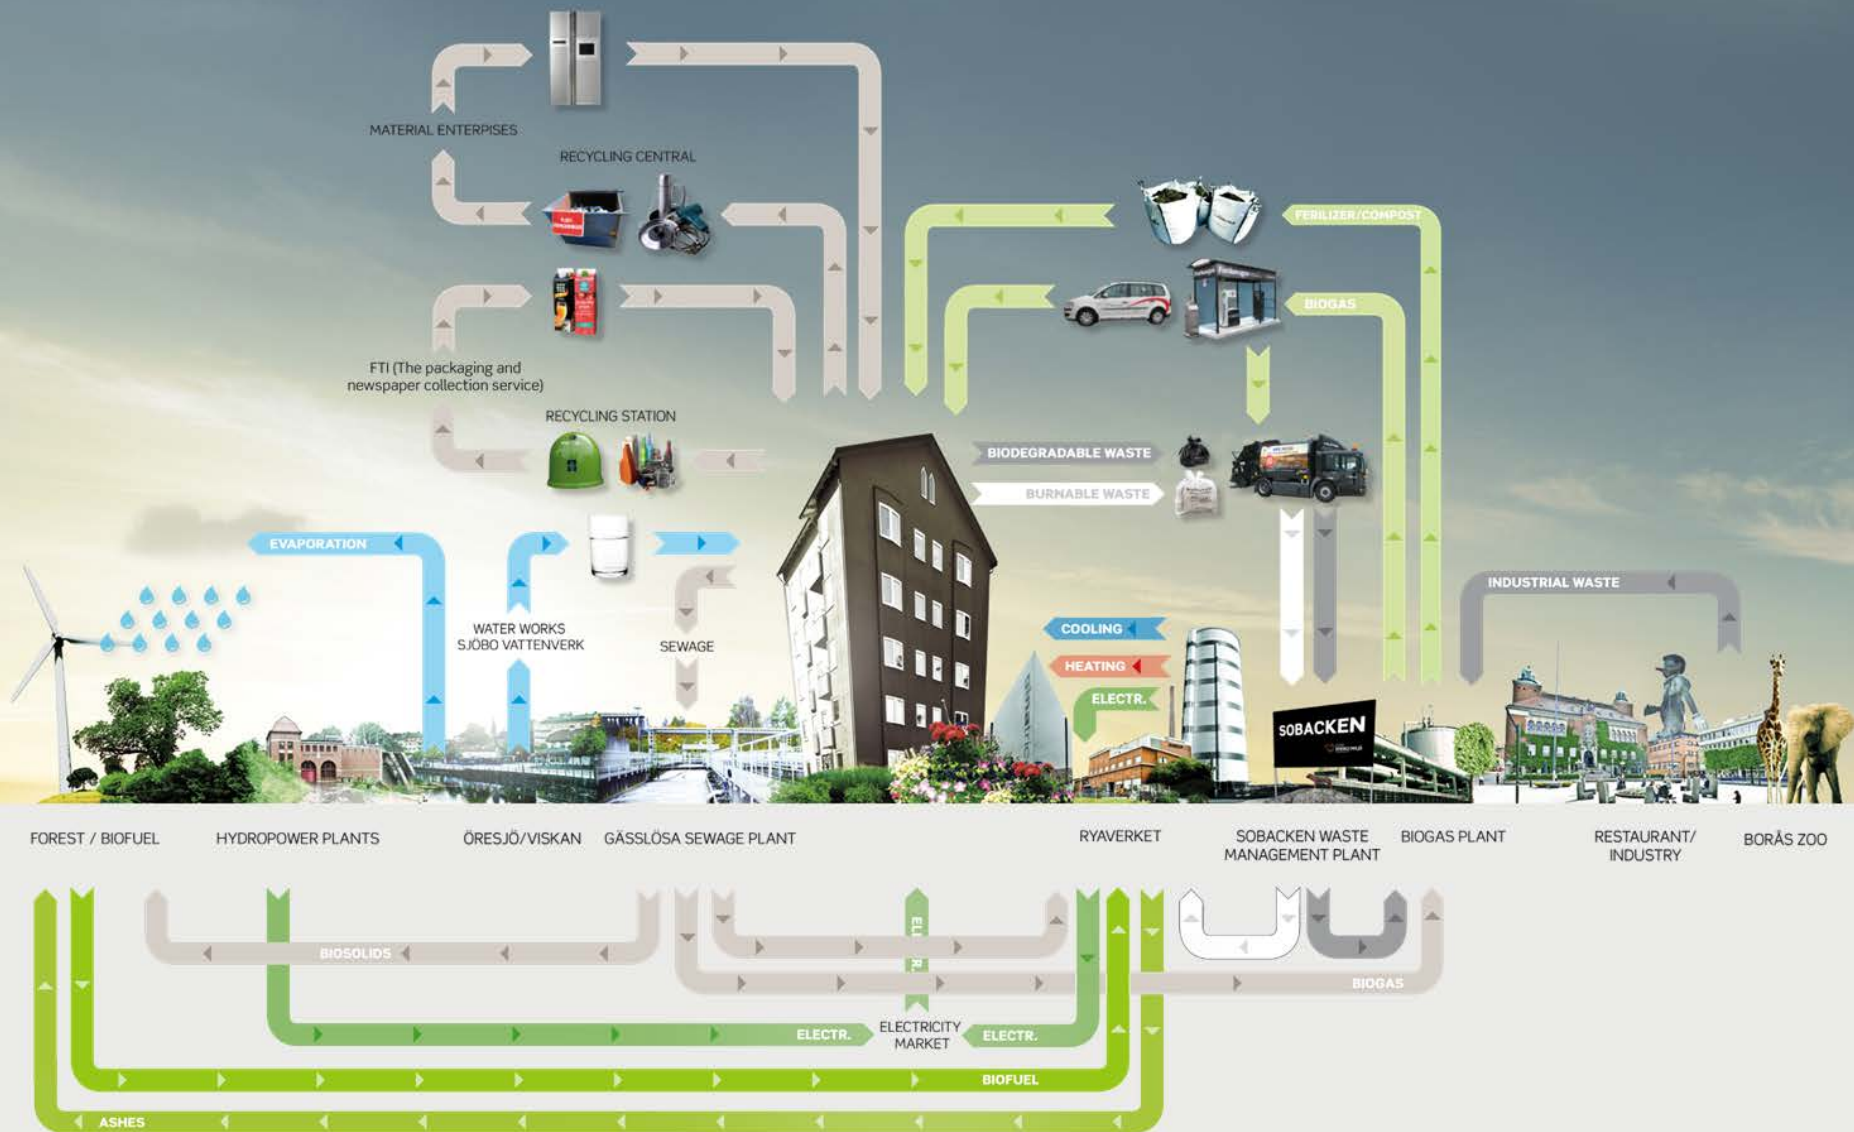 MATERIAL ENTERPISES
RECYCLING CENTRAL
FERILIZER/COMPOST
BIOGAS
FTI (The packaging and
newspaper collection service)
RECYCLING STATION
BIODEGRADABLE WASTE
BURNABLE WASTE
EVAPORATION
INDUSTRIAL WASTE
WATER WORKS
SJÖBO VATTENVERK
SEWAGE
COOLING
HEATING
ELECTR.
SOBACKEN
FOREST / BIOFUEL
HYDROPOWER PLANTS
ÖRESJÖ/VISKAN
GÄSSLÖSA SEWAGE PLANT
RYAVERKET
SOBACKEN WASTE
MANAGEMENT PLANT
BIOGAS PLANT
RESTAURANT/
INDUSTRY
BORÅS ZOO
BIOSOLIDS
BIOGAS
ELECTR.
ELECTRICITY
MARKET
ELECTR.
BIOFUEL
ASHES